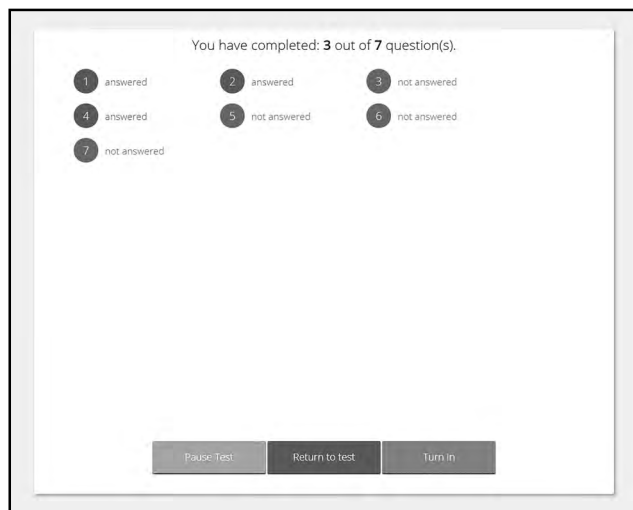 You have completed: 3 out of 7 question(s).
1 answered 2 answered 3 not answered
4 answered 5 not answered 6 not answered
7 not answered
Pause Test Return to test Turn In